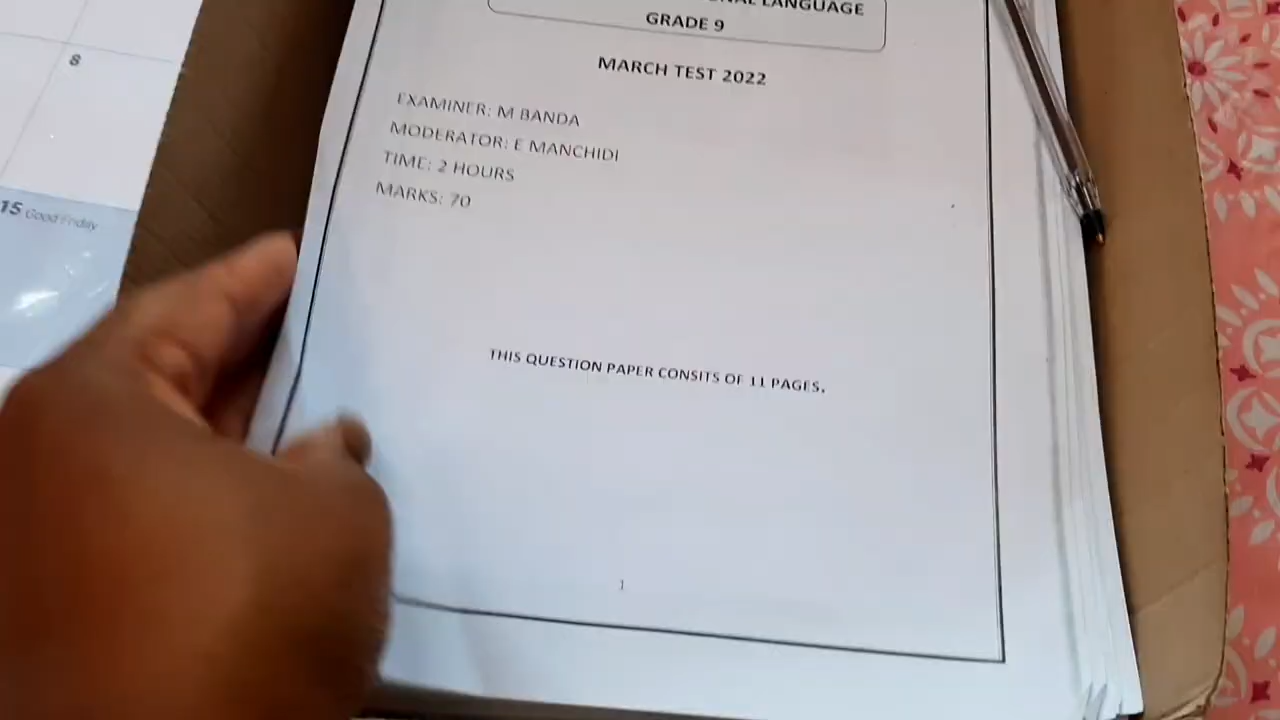 LANGUAGE
GRADE 9
MARCH TEST 2022
EXAMINER: M BANDA
MODERATOR: E MANCHIDI
TIME: 2 HOURS
MARKS: 70
THIS QUESTION PAPER CONSITS OF 11 PAGES.
1
8
15 Good Friday